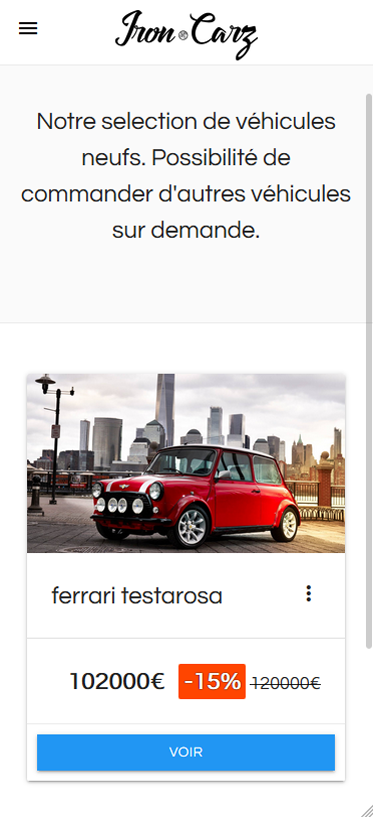 Iron Carz
Notre selection de véhicules
neufs. Possibilité de
commander d'autres véhicules
sur demande.
ferrari testarosa
102000€ -15% 120000€
VOIR